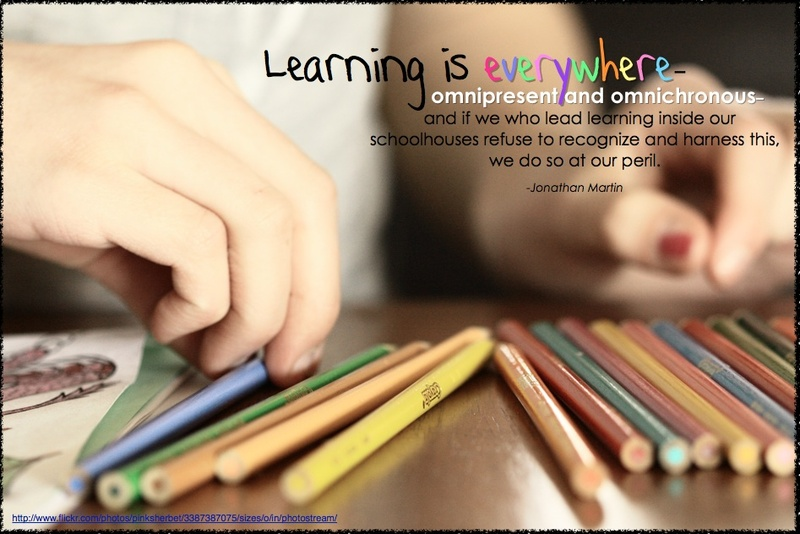 Learning is everywhere-
omnipresent and omnichronous-
and if we who lead learning inside our
schoolhouses refuse to recognize and harness this,
we do so at our peril.
-Jonathan Martin
http://www.flickr.com/photos/pinksherbet/3387387075/sizes/o/in/photostream/